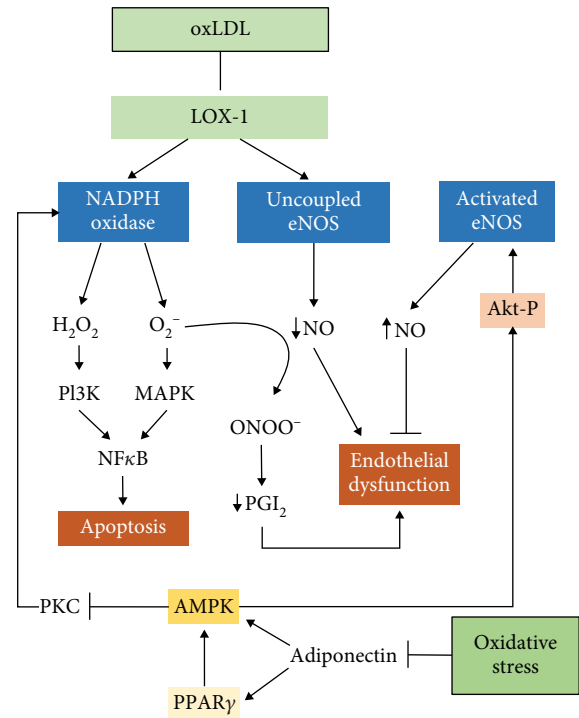 oxLDL
LOX-1
NADPH
oxidase
Uncoupled
eNOS
Activated
eNOS
H₂O₂
O₂⁻
↓NO
↑NO
Akt-P
Pl3K
MAPK
ONOO⁻
NFκB
Endothelial
dysfunction
↓PGI₂
Apoptosis
PKC
AMPK
Adiponectin
Oxidative
stress
PPARγ